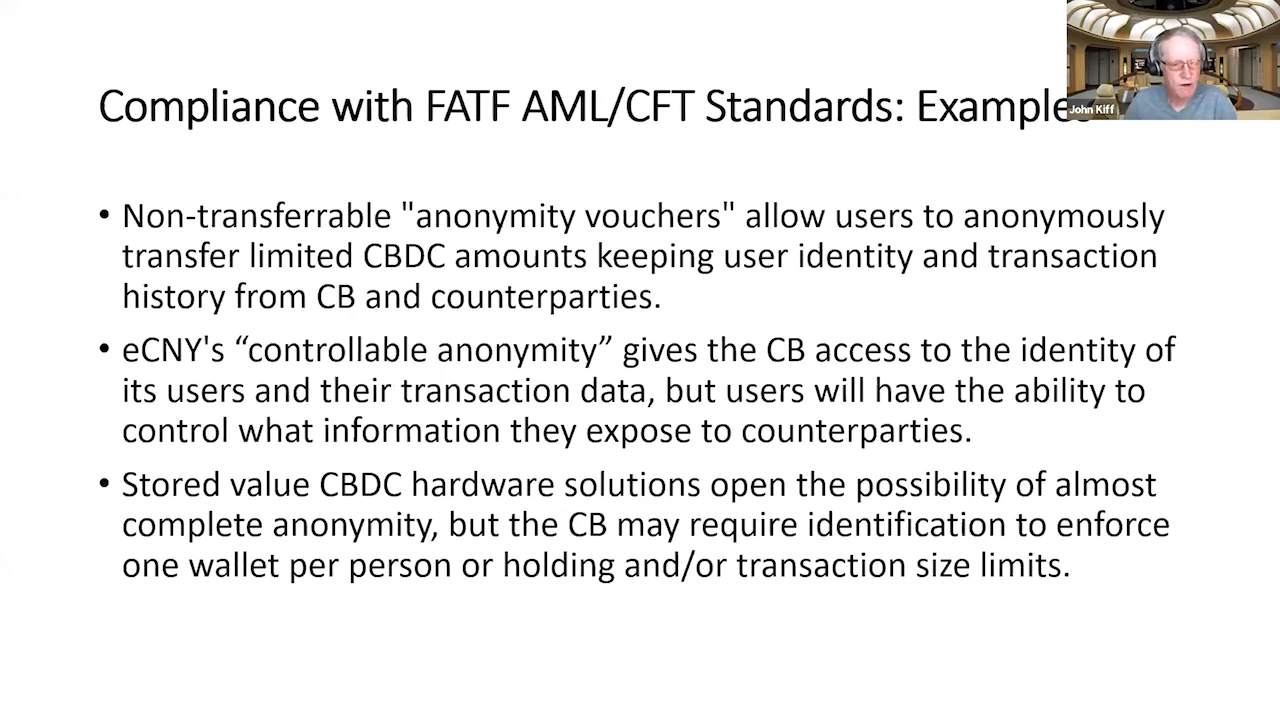 Compliance with FATF AML/CFT Standards: Example
John Kiff
• Non-transferrable "anonymity vouchers" allow users to anonymously
transfer limited CBDC amounts keeping user identity and transaction
history from CB and counterparties.
• eCNY's “controllable anonymity” gives the CB access to the identity of
its users and their transaction data, but users will have the ability to
control what information they expose to counterparties.
• Stored value CBDC hardware solutions open the possibility of almost
complete anonymity, but the CB may require identification to enforce
one wallet per person or holding and/or transaction size limits.